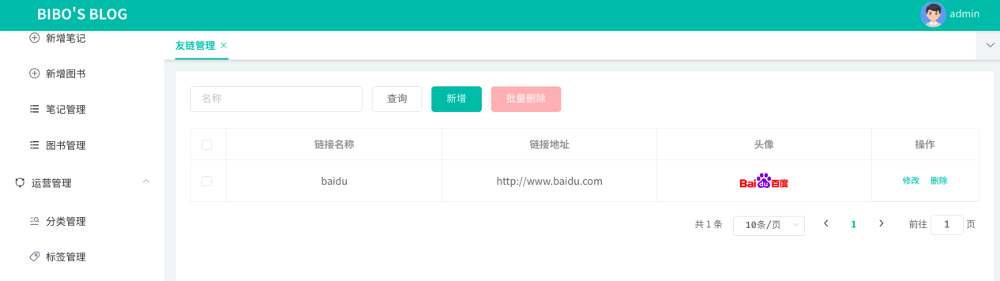 BIBO'S BLOG
admin
新增笔记
新增图书
笔记管理
图书管理
运营管理
分类管理
标签管理
友链管理
名称
查询
新增
批量删除
链接名称
链接地址
头像
操作
baidu
http://www.baidu.com
Bai du 百度
修改
删除
共 1 条
10条/页
1
前往 1 页